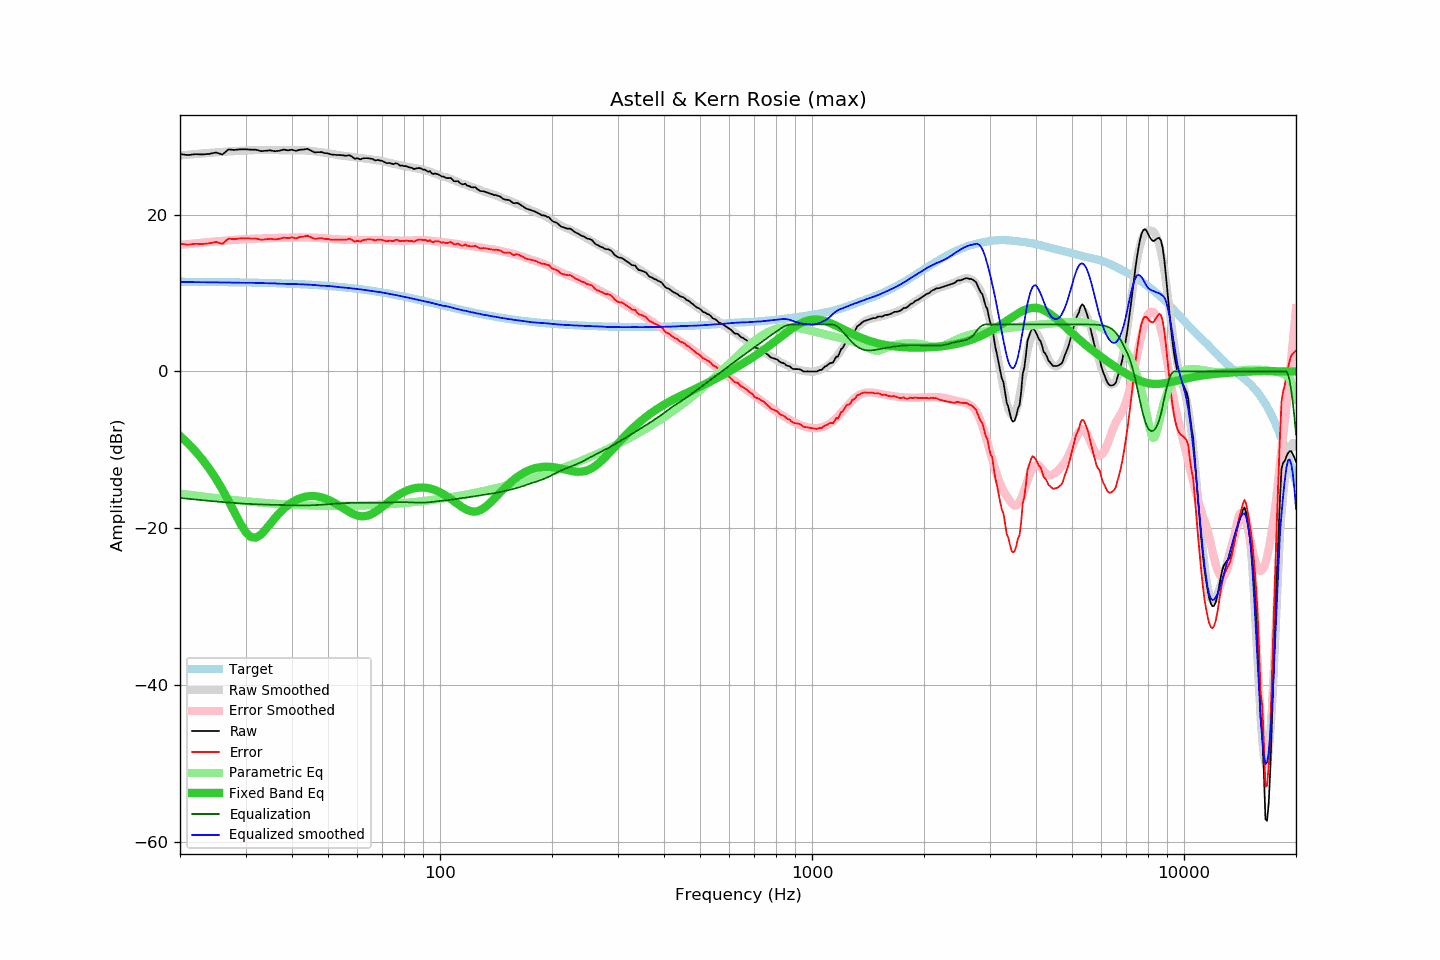 Astell & Kern Rosie (max)
20
0
−20
−40
−60
Amplitude (dBr)
Target
Raw Smoothed
Error Smoothed
Raw
Error
Parametric Eq
Fixed Band Eq
Equalization
Equalized smoothed
100
1000
10000
Frequency (Hz)